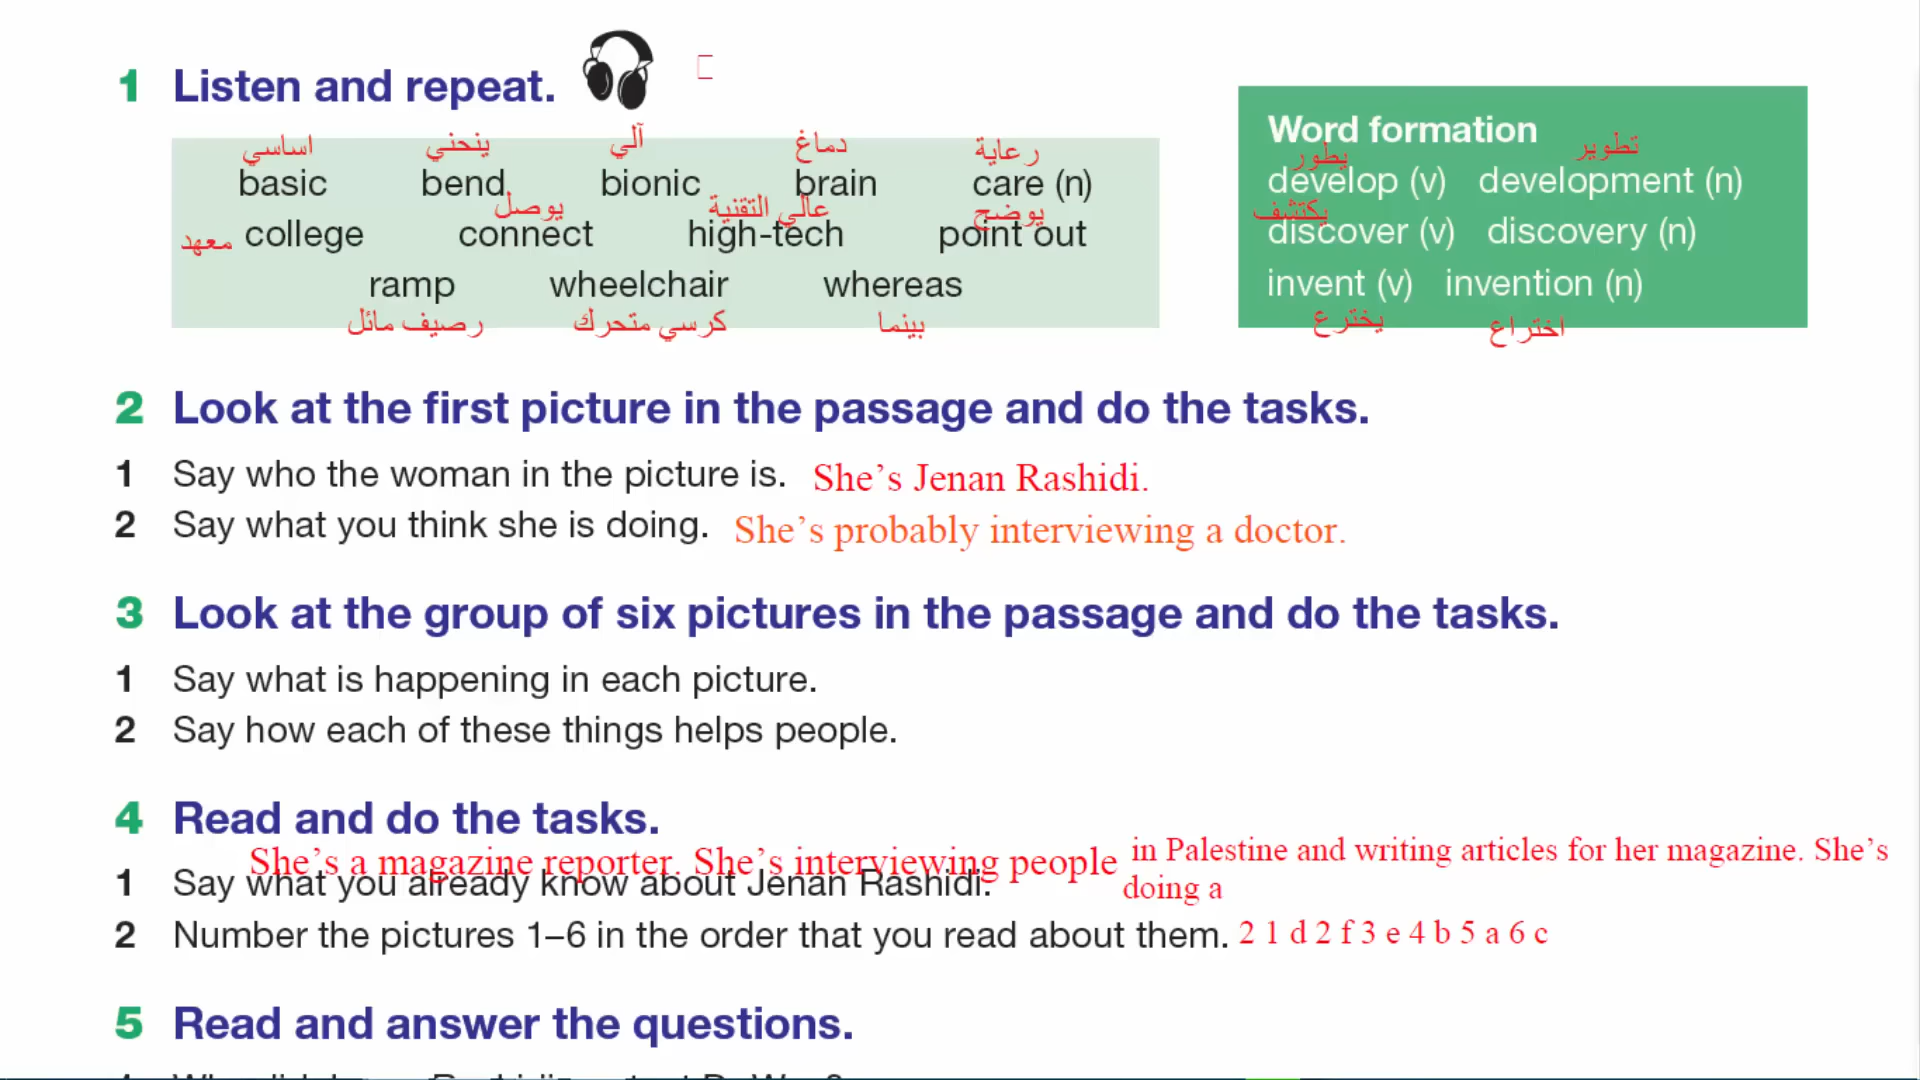 1 Listen and repeat.
اساسي ينحني آلي دماغ رعاية
basic bend bionic brain care (n)
يوصل عالي التقنية يوضح
معهد college connect high-tech point out
ramp wheelchair whereas
رصيف مائل كرسي متحرك بينما
Word formation
يطور تطوير
develop (v) development (n)
يكتشف
discover (v) discovery (n)
invent (v) invention (n)
يخترع اختراع
2 Look at the first picture in the passage and do the tasks.
1 Say who the woman in the picture is. She's Jenan Rashidi.
2 Say what you think she is doing. She's probably interviewing a doctor.
3 Look at the group of six pictures in the passage and do the tasks.
1 Say what is happening in each picture.
2 Say how each of these things helps people.
4 Read and do the tasks.
She's a magazine reporter. She's interviewing people in Palestine and writing articles for her magazine. She's
doing a
1 Say what you already know about Jenan Rashidi.
2 Number the pictures 1–6 in the order that you read about them. 2 1 d 2 f 3 e 4 b 5 a 6 c
5 Read and answer the questions.